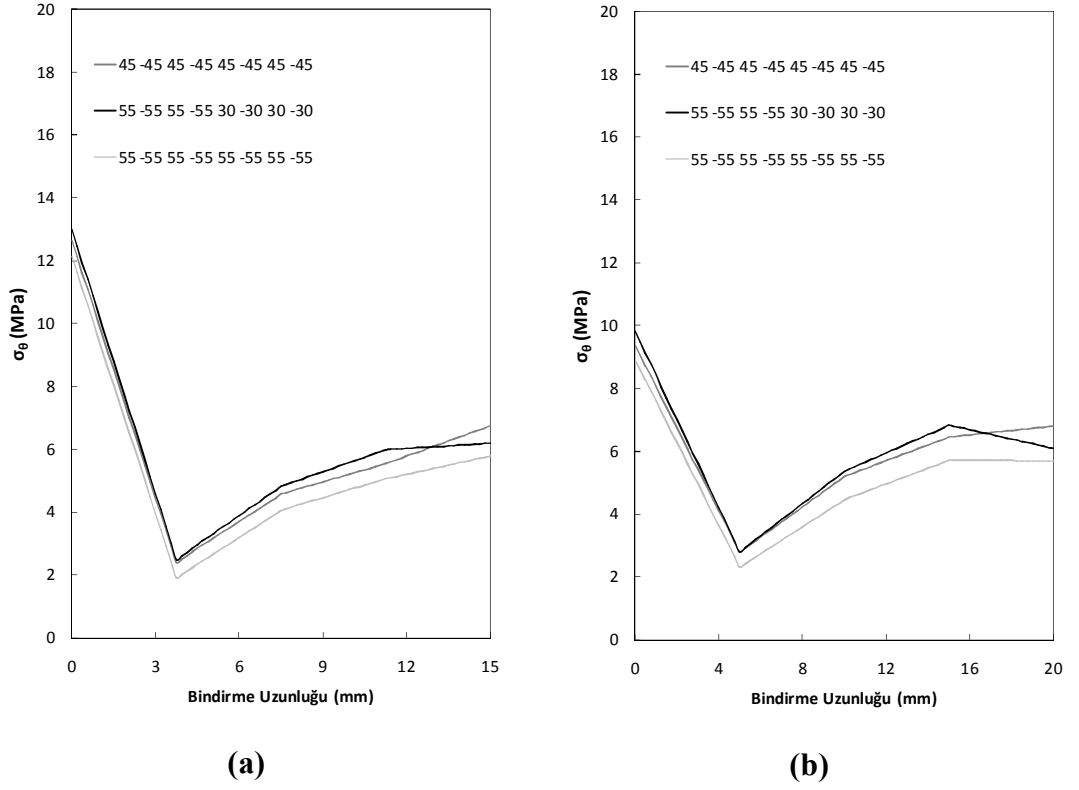 20
18
16
14
12
10
8
6
4
2
0
σθ (MPa)
45 -45 45 -45 45 -45 45 -45
55 -55 55 -55 30 -30 30 -30
55 -55 55 -55 55 -55 55 -55
0 3 6 9 12 15
Bindirme Uzunluğu (mm)
(a)
20
18
16
14
12
10
8
6
4
2
0
σθ (MPa)
45 -45 45 -45 45 -45 45 -45
55 -55 55 -55 30 -30 30 -30
55 -55 55 -55 55 -55 55 -55
0 4 8 12 16 20
Bindirme Uzunluğu (mm)
(b)